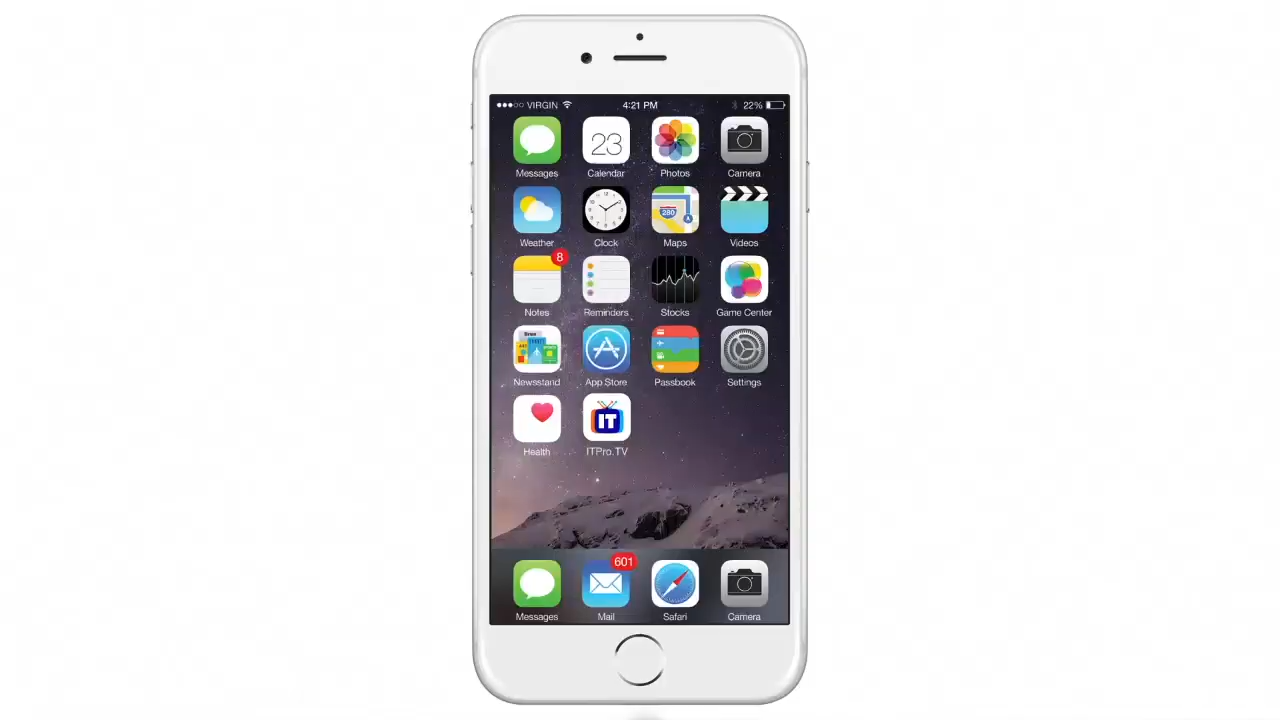 VIRGIN 4:21 PM 22%
23
Messages Calendar Photos Camera
280
Weather Clock Maps Videos
8
Notes Reminders Stocks Game Center
Newsstand App Store Passbook Settings
IT
Health ITPro.TV
601
Messages Mail Safari Camera